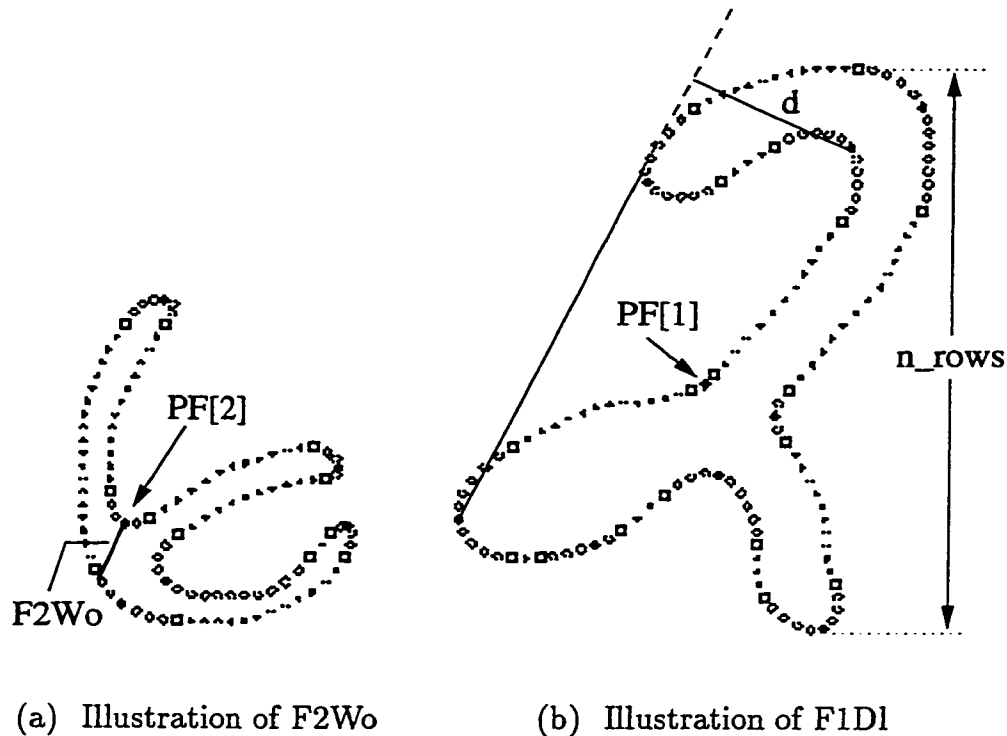 d
PF[1]
n_rows
PF[2]
F2Wo
(a) Illustration of F2Wo
(b) Illustration of F1Dl